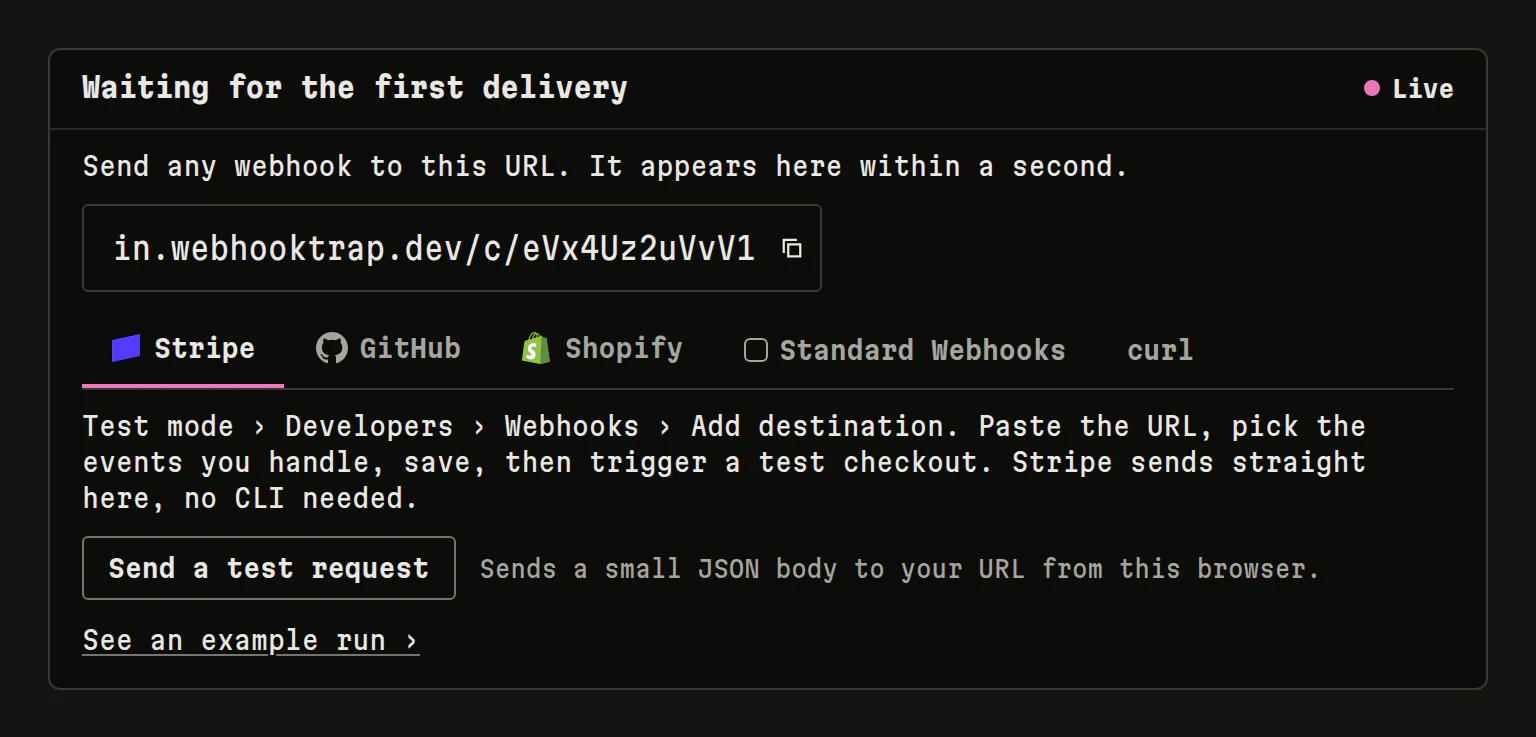 Waiting for the first delivery
Live
Send any webhook to this URL. It appears here within a second.
in.webhooktrap.dev/c/eVx4Uz2uVvV1
Stripe
GitHub
Shopify
Standard Webhooks
curl
Test mode › Developers › Webhooks › Add destination. Paste the URL, pick the
events you handle, save, then trigger a test checkout. Stripe sends straight
here, no CLI needed.
Send a test request
Sends a small JSON body to your URL from this browser.
See an example run ›